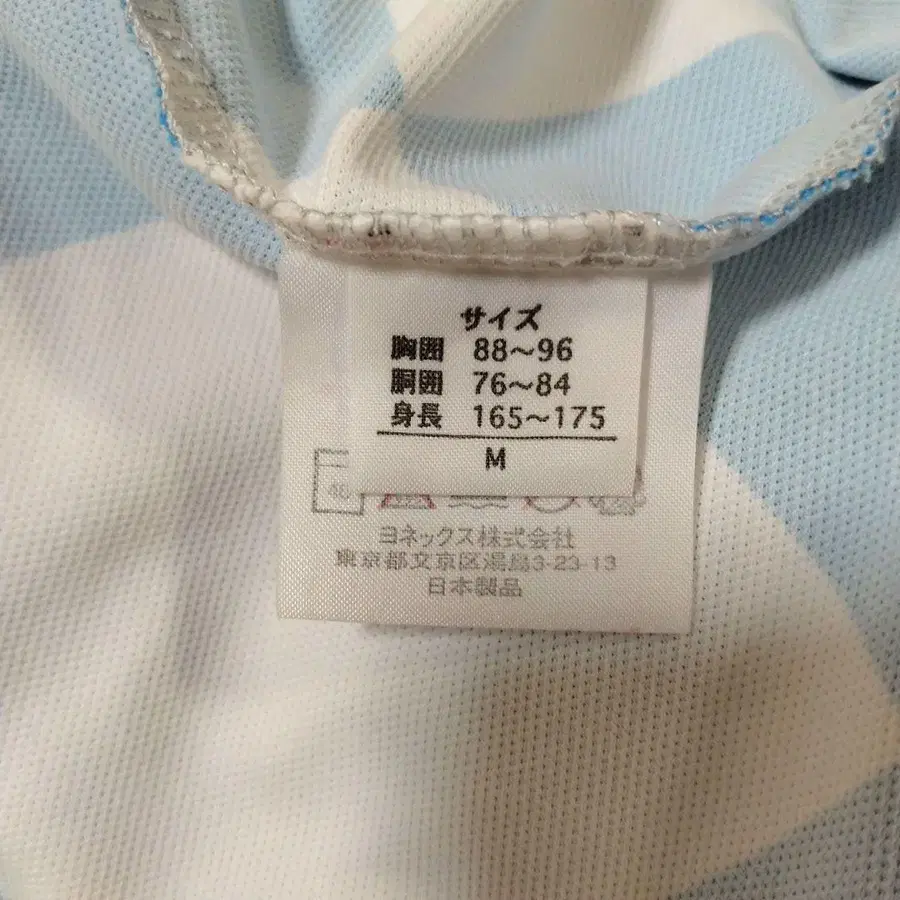 サイズ
胸囲 88～96
胴囲 76～84
身長 165～175
M
40
ヨネックス株式会社
東京都文京区湯島3-23-13
日本製品